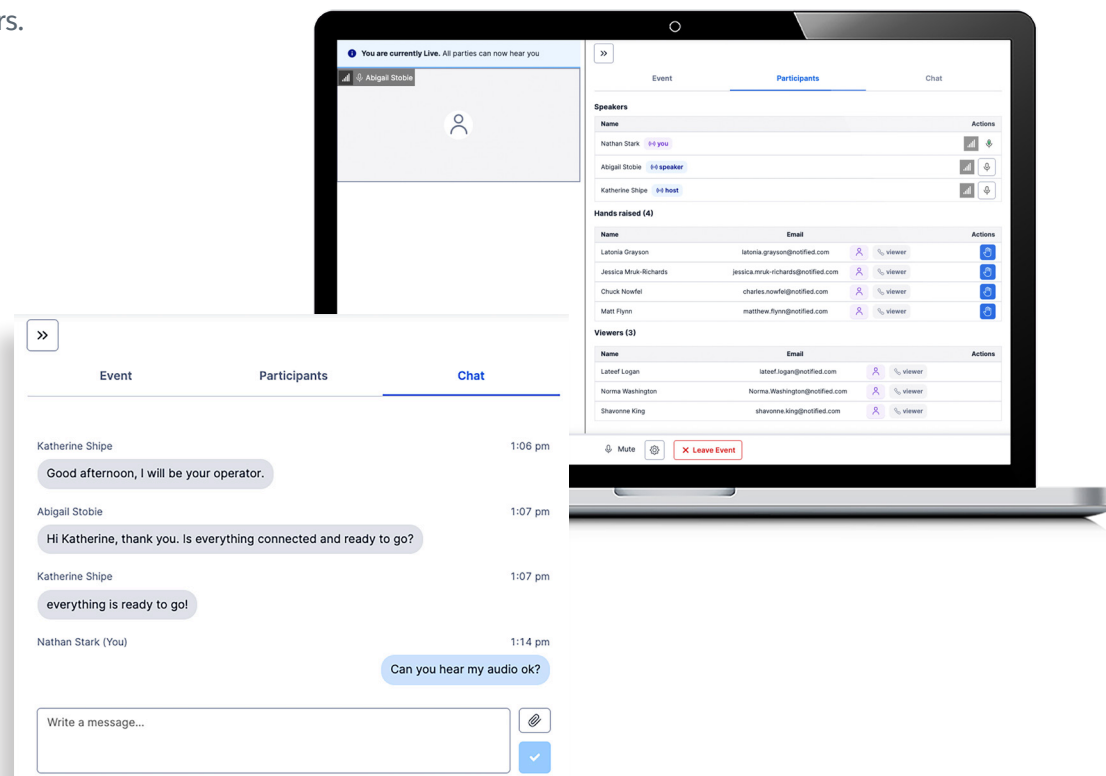 rs.
You are currently Live. All parties can now hear you
Abigail Stobie
Event Participants Chat
Speakers
Name Actions
Nathan Stark you
Abigail Stobie speaker
Katherine Shipe host
Hands raised (4)
Name Email Actions
Latonia Grayson latonia.grayson@notified.com viewer
Jessica Mruk-Richards jessica.mruk-richards@notified.com viewer
Chuck Nowfel charles.nowfel@notified.com viewer
Matt Flynn matthew.flynn@notified.com viewer
Viewers (3)
Name Email Actions
Lateef Logan lateef.logan@notified.com viewer
Norma Washington Norma.Washington@notified.com viewer
Shavonne King shavonne.king@notified.com viewer
Mute Leave Event
Event Participants Chat
Katherine Shipe 1:06 pm
Good afternoon, I will be your operator.
Abigail Stobie 1:07 pm
Hi Katherine, thank you. Is everything connected and ready to go?
Katherine Shipe 1:07 pm
everything is ready to go!
Nathan Stark (You) 1:14 pm
Can you hear my audio ok?
Write a message...